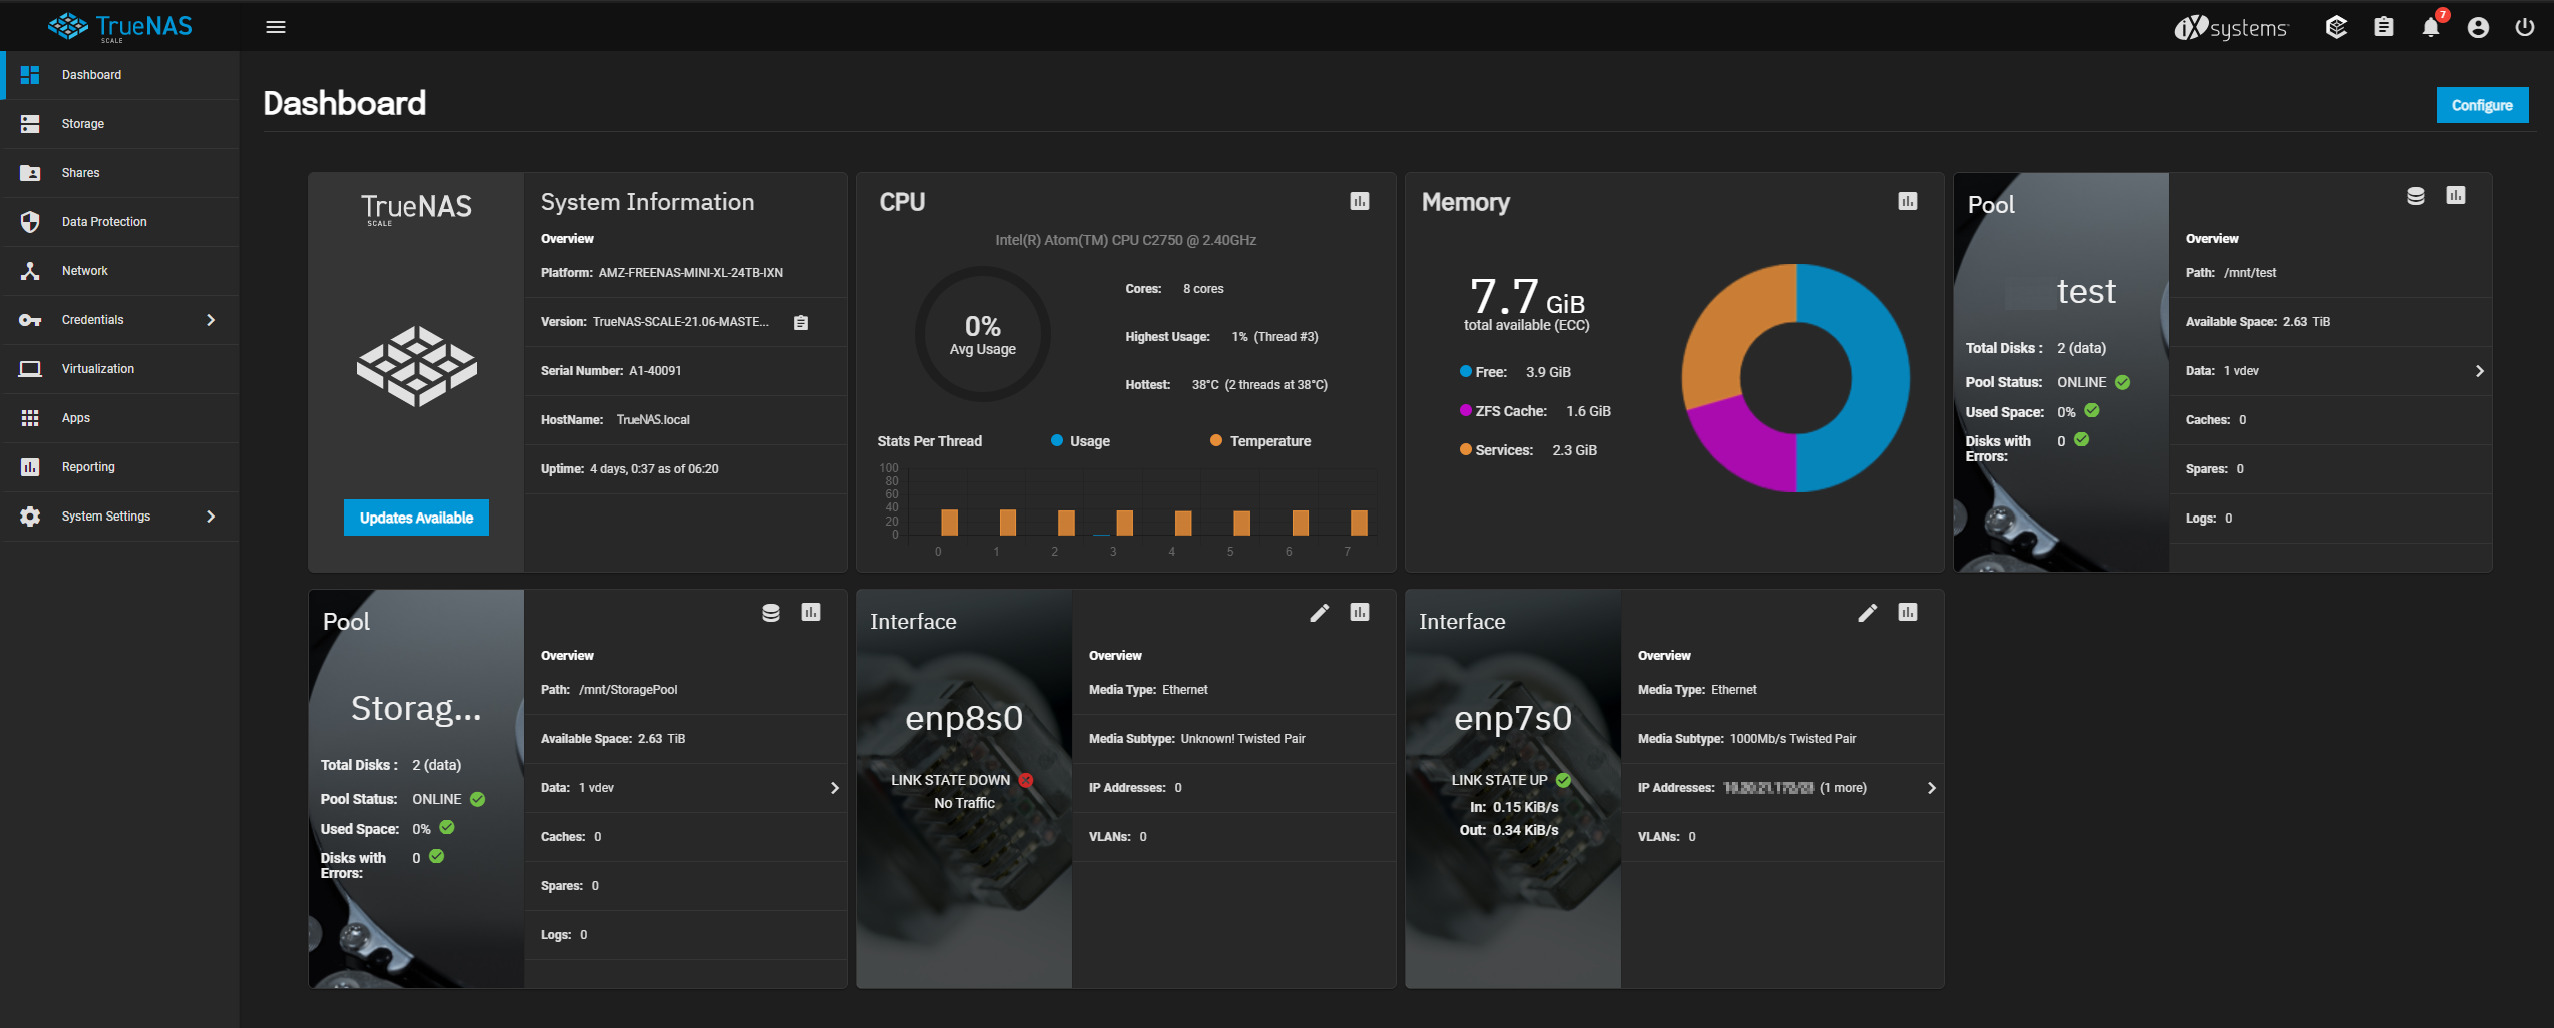 TrueNAS
SCALE
iXsystems
7
Dashboard
Storage
Shares
Data Protection
Network
Credentials
Virtualization
Apps
Reporting
System Settings
Dashboard
Configure
TrueNAS
SCALE
Updates Available
System Information
Overview
Platform: AMZ-FREENAS-MINI-XL-24TB-IXN
Version: TrueNAS-SCALE-21.06-MASTE...
Serial Number: A1-40091
HostName: TrueNAS.local
Uptime: 4 days, 0:37 as of 06:20
CPU
Intel(R) Atom(TM) CPU C2750 @ 2.40GHz
0%
Avg Usage
Cores: 8 cores
Highest Usage: 1% (Thread #3)
Hottest: 38°C (2 threads at 38°C)
Stats Per Thread Usage Temperature
100
80
60
40
20
0
0 1 2 3 4 5 6 7
Memory
7.7 GiB
total available (ECC)
Free: 3.9 GiB
ZFS Cache: 1.6 GiB
Services: 2.3 GiB
Pool
test
Total Disks : 2 (data)
Pool Status: ONLINE
Used Space: 0%
Disks with 0
Errors:
Overview
Path: /mnt/test
Available Space: 2.63 TiB
Data: 1 vdev
Caches: 0
Spares: 0
Logs: 0
Pool
Storag...
Total Disks : 2 (data)
Pool Status: ONLINE
Used Space: 0%
Disks with 0
Errors:
Overview
Path: /mnt/StoragePool
Available Space: 2.63 TiB
Data: 1 vdev
Caches: 0
Spares: 0
Logs: 0
Interface
enp8s0
LINK STATE DOWN
No Traffic
Overview
Media Type: Ethernet
Media Subtype: Unknown! Twisted Pair
IP Addresses: 0
VLANs: 0
Interface
enp7s0
LINK STATE UP
In: 0.15 KiB/s
Out: 0.34 KiB/s
Overview
Media Type: Ethernet
Media Subtype: 1000Mb/s Twisted Pair
IP Addresses: (1 more)
VLANs: 0